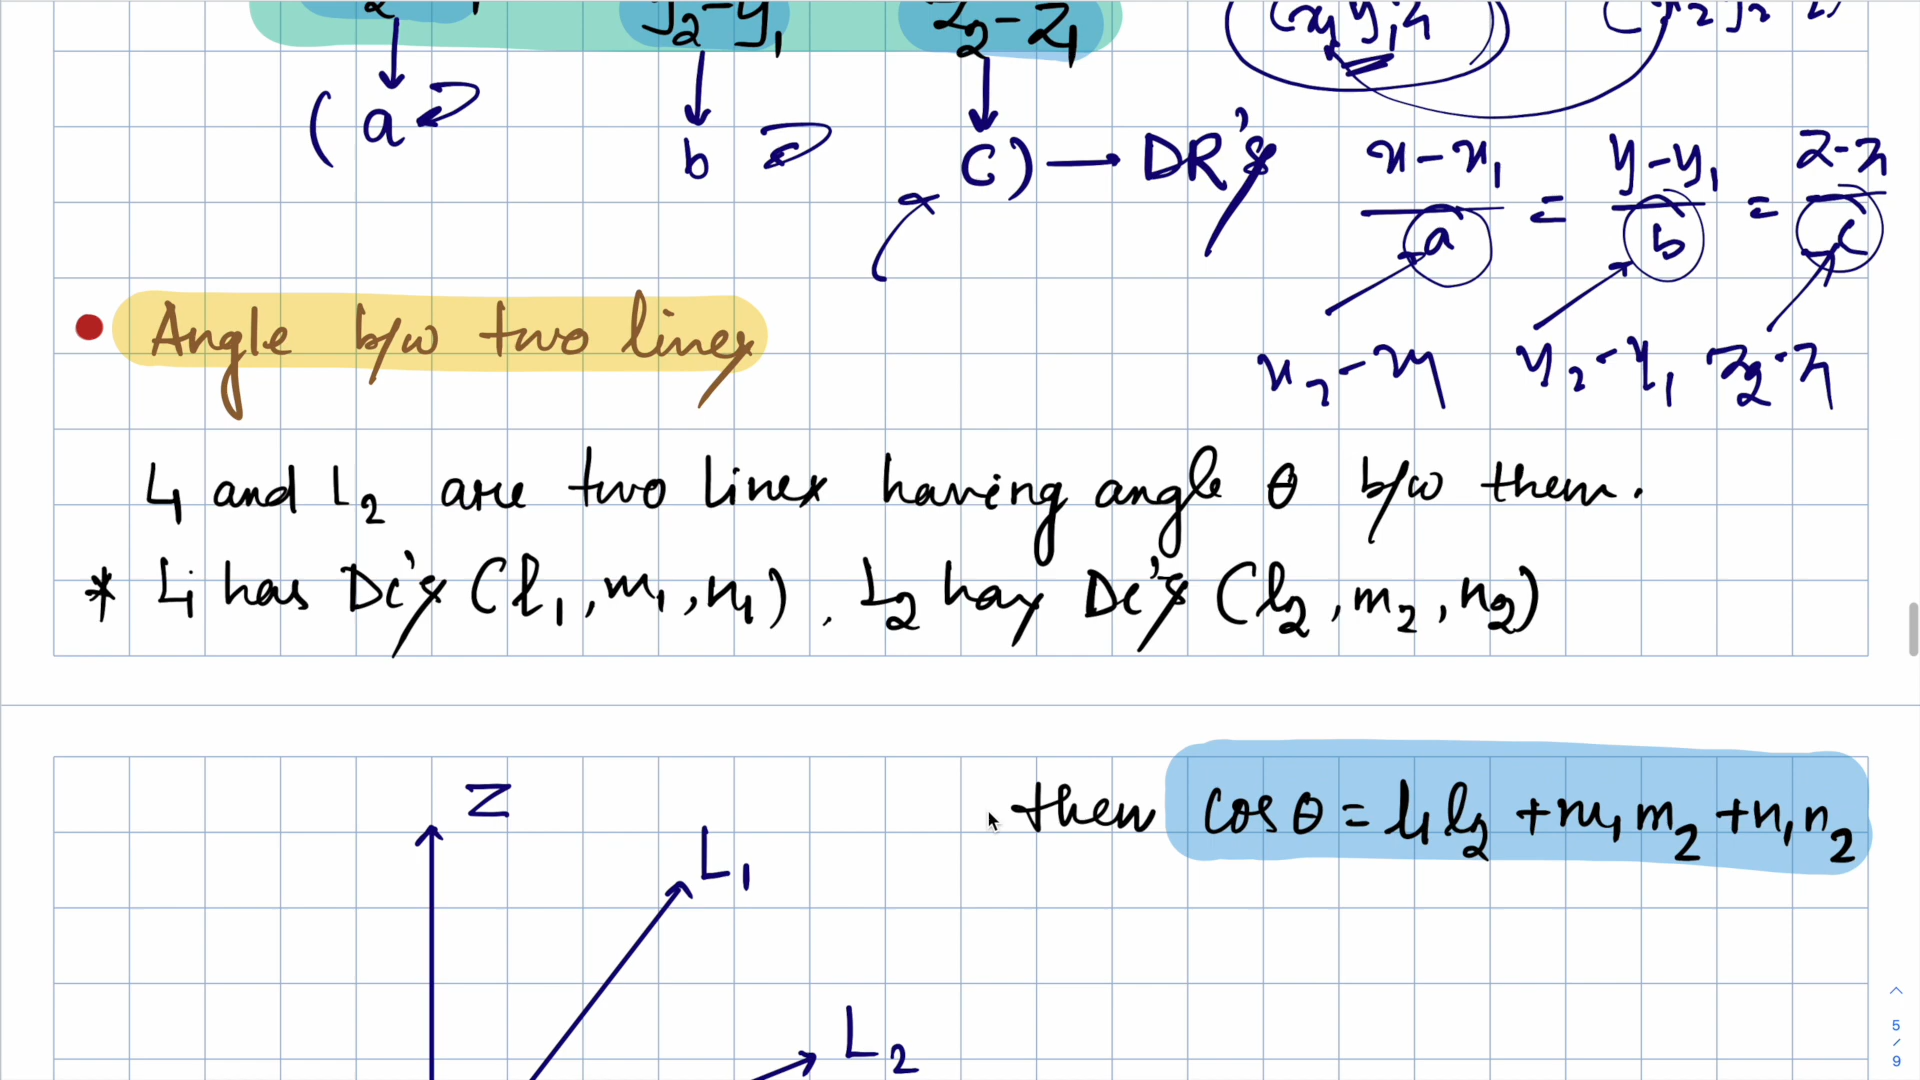 y₂-y₁ z₂-z₁
(a b c) → DR's
x-x₁/a = y-y₁/b = z-z₁/c
x₂-x₁ y₂-y₁ z₂-z₁
• Angle b/w two lines
L₁ and L₂ are two lines having angle θ b/w them.
* L₁ has Dc's (l₁, m₁, n₁), L₂ has Dc's (l₂, m₂, n₂)
then cosθ = l₁l₂ + m₁m₂ + n₁n₂
Z
L₁
L₂
5
/
9